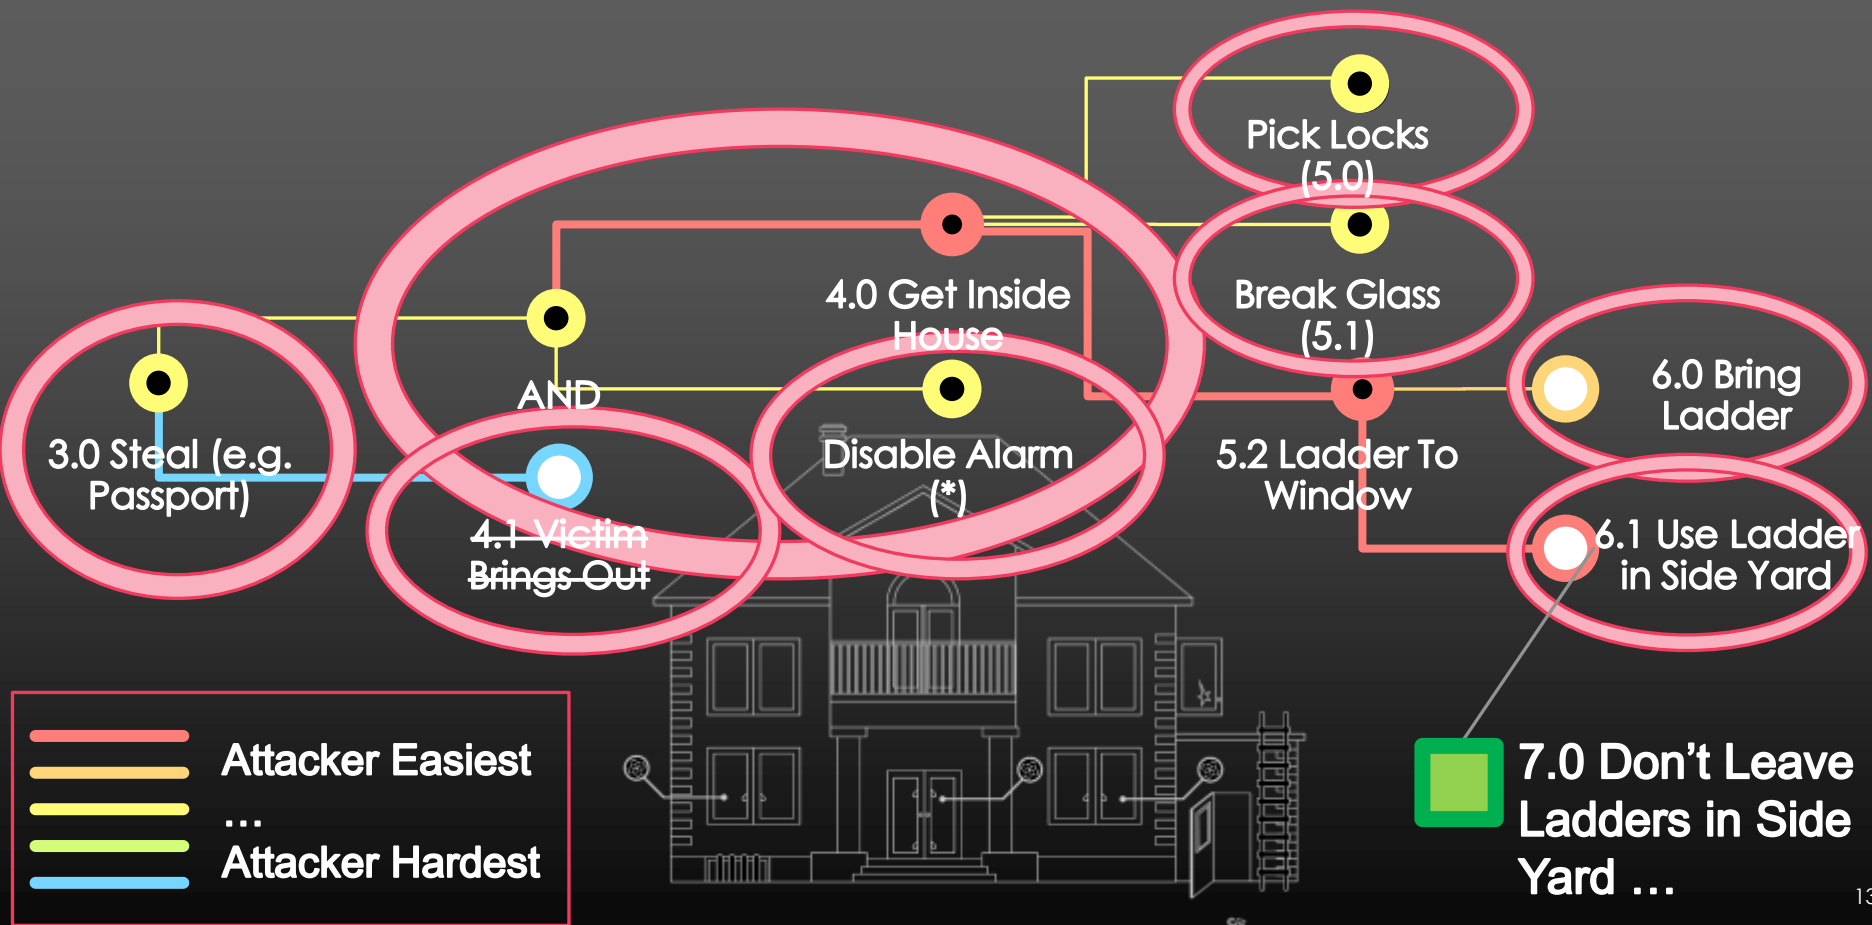 Pick Locks
(5.0)
4.0 Get Inside
House
Break Glass
(5.1)
6.0 Bring
Ladder
AND
3.0 Steal (e.g.
Passport)
Disable Alarm
(*)
5.2 Ladder To
Window
4.1 Victim
Brings Out
6.1 Use Ladder
in Side Yard
Attacker Easiest
...
Attacker Hardest
7.0 Don’t Leave
Ladders in Side
Yard ...
13